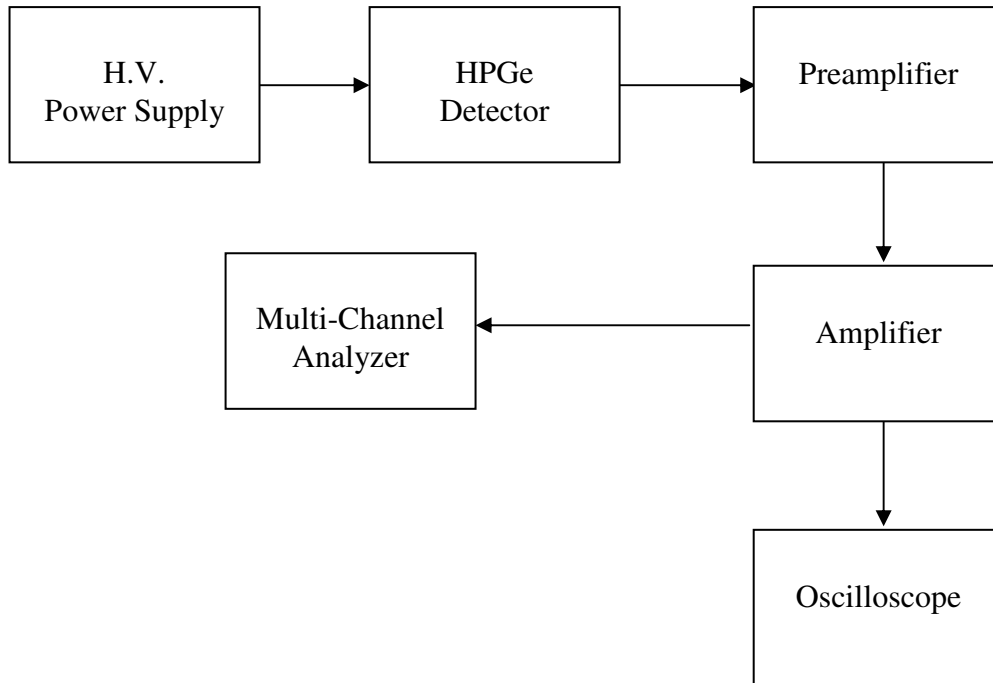 H.V.
Power Supply
HPGe
Detector
Preamplifier
Multi-Channel
Analyzer
Amplifier
Oscilloscope